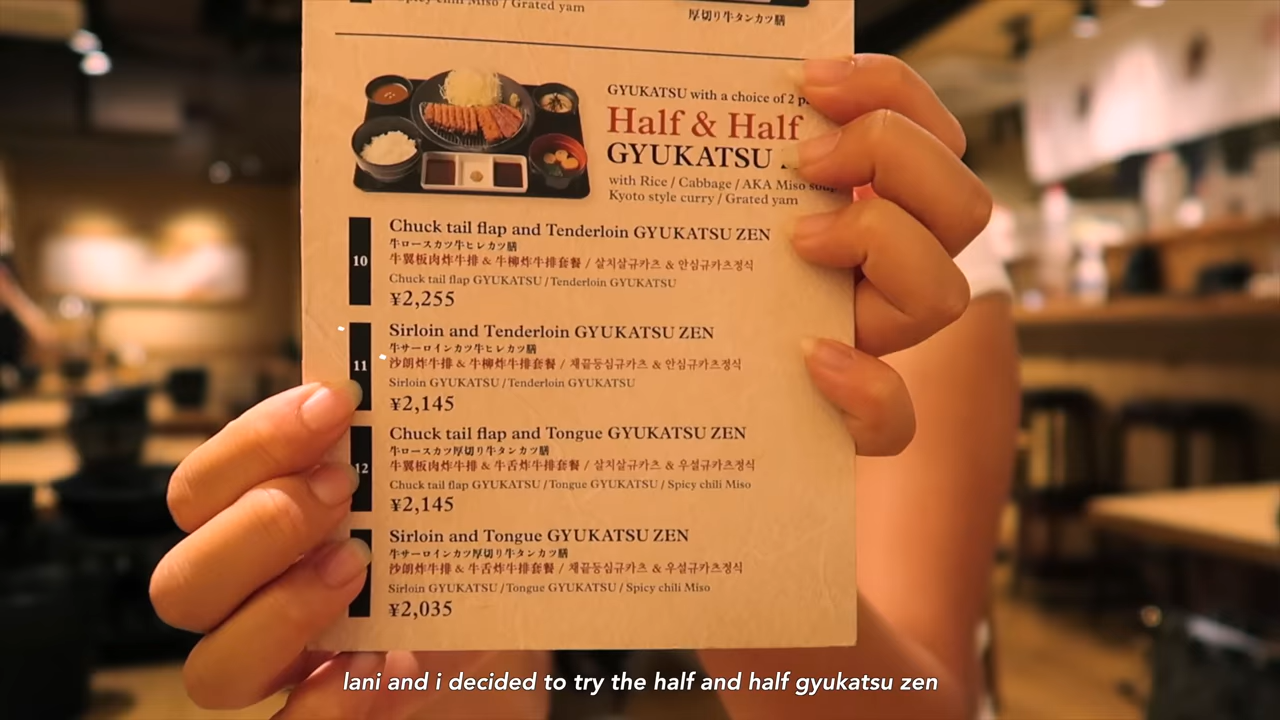 Spicy chili Miso / Grated yam
厚切り牛タンカツ膳
GYUKATSU with a choice of 2
Half & Half
GYUKATSU
with Rice / Cabbage / AKA Miso soup
Kyoto style curry / Grated yam
10
Chuck tail flap and Tenderloin GYUKATSU ZEN
牛ロースカツ牛ヒレカツ膳
牛翼板肉炸牛排 & 牛柳炸牛排套餐 / 살치살규카츠 & 안심규카츠정식
Chuck tail flap GYUKATSU / Tenderloin GYUKATSU
¥2,255
11
Sirloin and Tenderloin GYUKATSU ZEN
牛サーロインカツ牛ヒレカツ膳
沙朗炸牛排 & 牛柳炸牛排套餐 / 채끝등심규카츠 & 안심규카츠정식
Sirloin GYUKATSU / Tenderloin GYUKATSU
¥2,145
12
Chuck tail flap and Tongue GYUKATSU ZEN
牛ロースカツ厚切り牛タンカツ膳
牛翼板肉炸牛排 & 牛舌炸牛排套餐 / 살치살규카츠 & 우설규카츠정식
Chuck tail flap GYUKATSU / Tongue GYUKATSU / Spicy chili Miso
¥2,145
Sirloin and Tongue GYUKATSU ZEN
牛サーロインカツ厚切り牛タンカツ膳
沙朗炸牛排 & 牛舌炸牛排套餐 / 채끝등심규카츠 & 우설규카츠정식
Sirloin GYUKATSU / Tongue GYUKATSU / Spicy chili Miso
¥2,035
lani and i decided to try the half and half gyukatsu zen